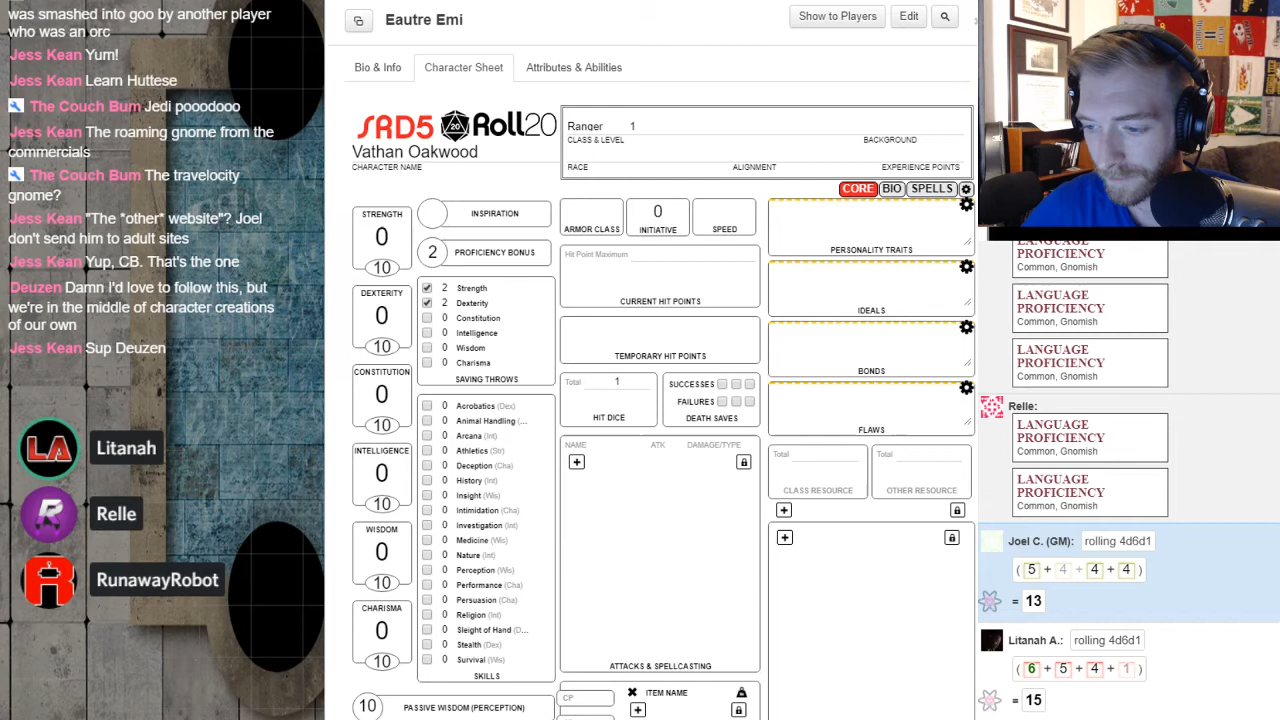 was smashed into goo by another player
who was an orc
Jess Kean Yum!
Jess Kean Learn Huttese
The Couch Bum Jedi pooodooo
Jess Kean The roaming gnome from the
commercials
The Couch Bum The travelocity
gnome?
Jess Kean "The *other* website"? Joel
don't send him to adult sites
Jess Kean Yup, CB. That's the one
Deuzen Damn I'd love to follow this, but
we're in the middle of character creations
of our own
Jess Kean Sup Deuzen
LA Litanah
R Relle
RunawayRobot
Eautre Emi
Show to Players
Edit
Bio & Info
Character Sheet
Attributes & Abilities
SRD5 20 Roll20
Vathan Oakwood
CHARACTER NAME
Ranger 1
CLASS & LEVEL
BACKGROUND
RACE
ALIGNMENT
EXPERIENCE POINTS
CORE
BIO
SPELLS
STRENGTH
0
10
DEXTERITY
0
10
CONSTITUTION
0
10
INTELLIGENCE
0
10
WISDOM
0
10
CHARISMA
0
10
INSPIRATION
2 PROFICIENCY BONUS
2 Strength
2 Dexterity
0 Constitution
0 Intelligence
0 Wisdom
0 Charisma
SAVING THROWS
0 Acrobatics (Dex)
0 Animal Handling (...
0 Arcana (Int)
0 Athletics (Str)
0 Deception (Cha)
0 History (Int)
0 Insight (Wis)
0 Intimidation (Cha)
0 Investigation (Int)
0 Medicine (Wis)
0 Nature (Int)
0 Perception (Wis)
0 Performance (Cha)
0 Persuasion (Cha)
0 Religion (Int)
0 Sleight of Hand (D...
0 Stealth (Dex)
0 Survival (Wis)
SKILLS
10 PASSIVE WISDOM (PERCEPTION)
ARMOR CLASS
0
INITIATIVE
SPEED
Hit Point Maximum
CURRENT HIT POINTS
TEMPORARY HIT POINTS
Total 1
HIT DICE
SUCCESSES
FAILURES
DEATH SAVES
NAME ATK DAMAGE/TYPE
+
ATTACKS & SPELLCASTING
CP
ITEM NAME
+
PERSONALITY TRAITS
IDEALS
BONDS
FLAWS
Total
CLASS RESOURCE
Total
OTHER RESOURCE
+
+
LANGUAGE
PROFICIENCY
Common, Gnomish
LANGUAGE
PROFICIENCY
Common, Gnomish
LANGUAGE
PROFICIENCY
Common, Gnomish
Relle:
LANGUAGE
PROFICIENCY
Common, Gnomish
LANGUAGE
PROFICIENCY
Common, Gnomish
Joel C. (GM): rolling 4d6d1
(5 + 4 + 4 + 4)
= 13
Litanah A.: rolling 4d6d1
(6 + 5 + 4 + 1)
= 15